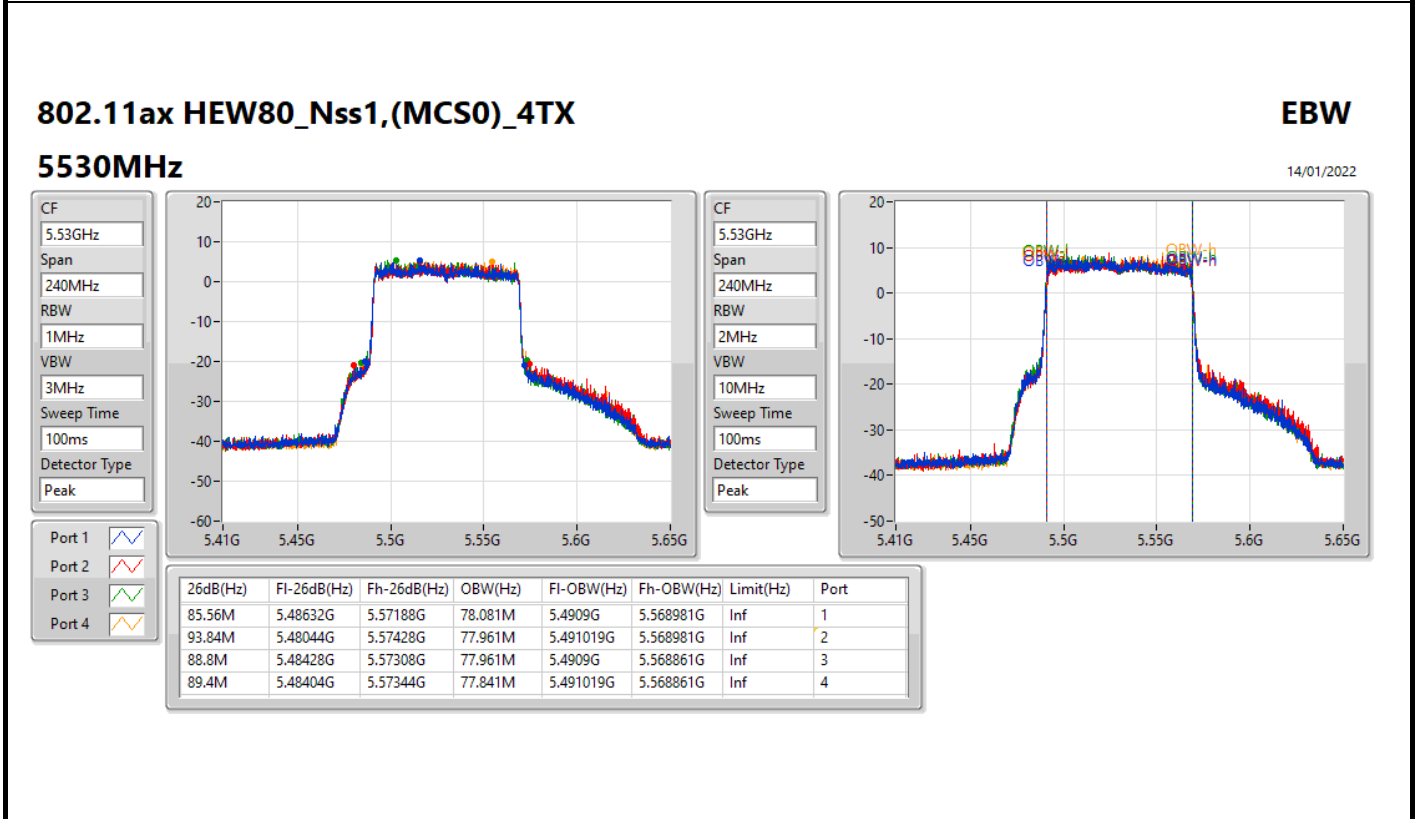 802.11ax HEW80_Nss1,(MCS0)_4TX
EBW
5530MHz
14/01/2022
CF
5.53GHz
Span
240MHz
RBW
1MHz
VBW
3MHz
Sweep Time
100ms
Detector Type
Peak
20
10
0
-10
-20
-30
-40
-50
-60
5.41G 5.45G 5.5G 5.55G 5.6G 5.65G
CF
5.53GHz
Span
240MHz
RBW
2MHz
VBW
10MHz
Sweep Time
100ms
Detector Type
Peak
20
10
0
-10
-20
-30
-40
-50
OBW-l OBW-h
5.41G 5.45G 5.5G 5.55G 5.6G 5.65G
Port 1
Port 2
Port 3
Port 4
26dB(Hz) Fl-26dB(Hz) Fh-26dB(Hz) OBW(Hz) Fl-OBW(Hz) Fh-OBW(Hz) Limit(Hz) Port
85.56M 5.48632G 5.57188G 78.081M 5.4909G 5.568981G Inf 1
93.84M 5.48044G 5.57428G 77.961M 5.491019G 5.568981G Inf 2
88.8M 5.48428G 5.57308G 77.961M 5.4909G 5.568861G Inf 3
89.4M 5.48404G 5.57344G 77.841M 5.491019G 5.568861G Inf 4